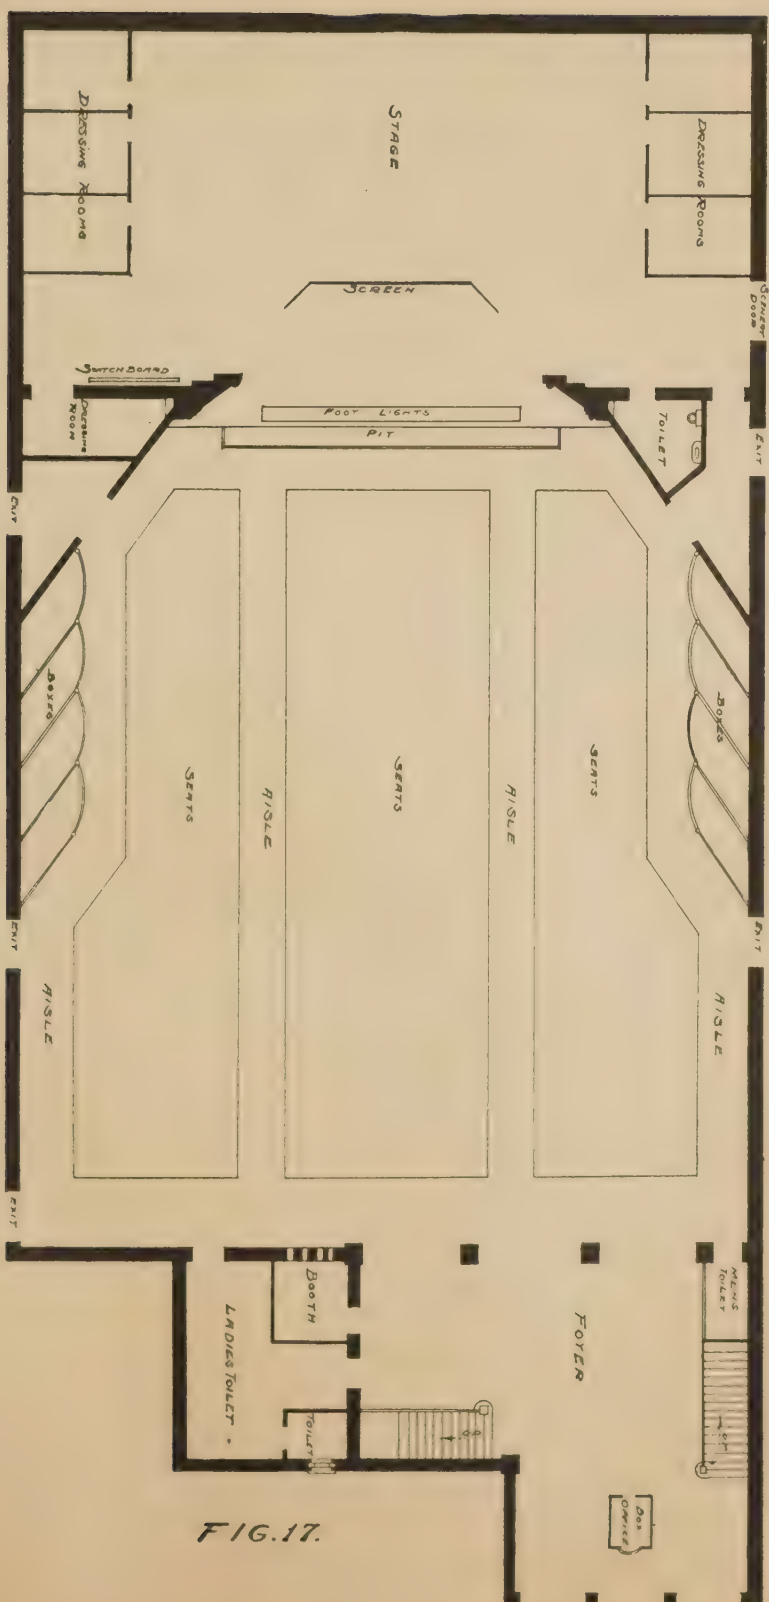 STAGE
DRESSING ROOMS
DRESSING ROOMS
SCREEN
SCENERY
DOOR
SWITCH BOARD
DRESSING
ROOM
FOOT LIGHTS
PIT
TOILET
EXIT
EXIT
BOXES
BOXES
SEATS
AISLE
SEATS
AISLE
SEATS
EXIT
EXIT
AISLE
AISLE
EXIT
MENS
TOILET
BOOTH
LADIES TOILET
FOYER
TOILET
UP
UP
BOX
OFFICE
FIG. 17.